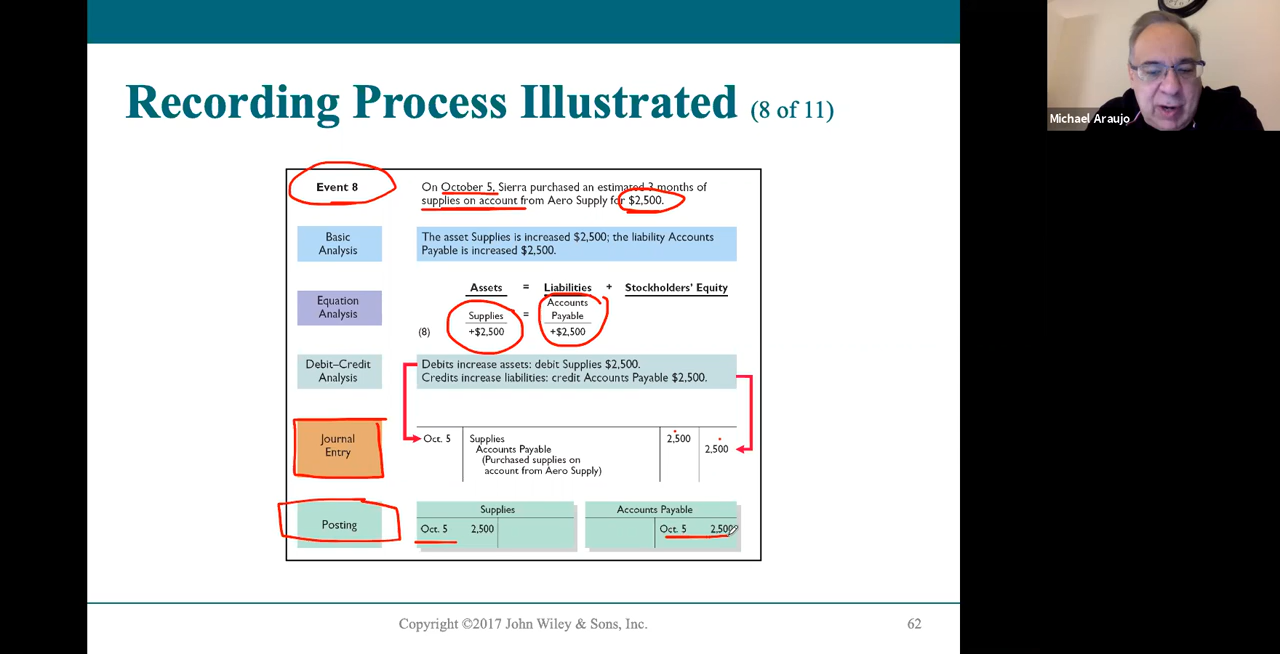 Recording Process Illustrated (8 of 11)
Michael Araujo
Event 8
On October 5, Sierra purchased an estimated 3 months of
supplies on account from Aero Supply for $2,500.
Basic
Analysis
The asset Supplies is increased $2,500; the liability Accounts
Payable is increased $2,500.
Equation
Analysis
Assets = Liabilities + Stockholders' Equity
Accounts
Supplies = Payable
(8) +$2,500 +$2,500
Debit–Credit
Analysis
Debits increase assets: debit Supplies $2,500.
Credits increase liabilities: credit Accounts Payable $2,500.
Journal
Entry
Oct. 5 Supplies 2,500
Accounts Payable 2,500
(Purchased supplies on
account from Aero Supply)
Posting
Supplies Accounts Payable
Oct. 5 2,500 Oct. 5 2,500
Copyright ©2017 John Wiley & Sons, Inc. 62